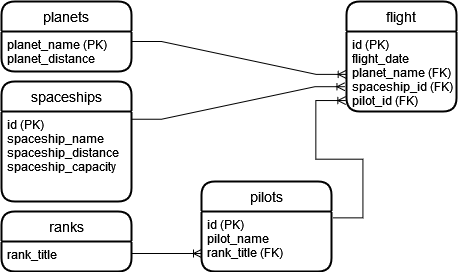 planets
planet_name (PK)
planet_distance
spaceships
id (PK)
spaceship_name
spaceship_distance
spaceship_capacity
ranks
rank_title
pilots
id (PK)
pilot_name
rank_title (FK)
flight
id (PK)
flight_date
planet_name (FK)
spaceship_id (FK)
pilot_id (FK)